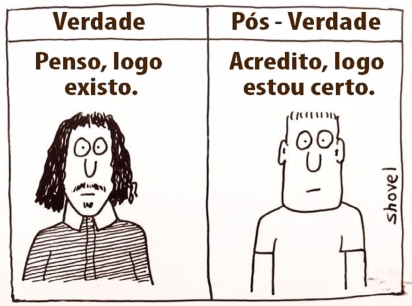 Verdade
Penso, logo
existo.
Pós - Verdade
Acredito, logo
estou certo.
shovel